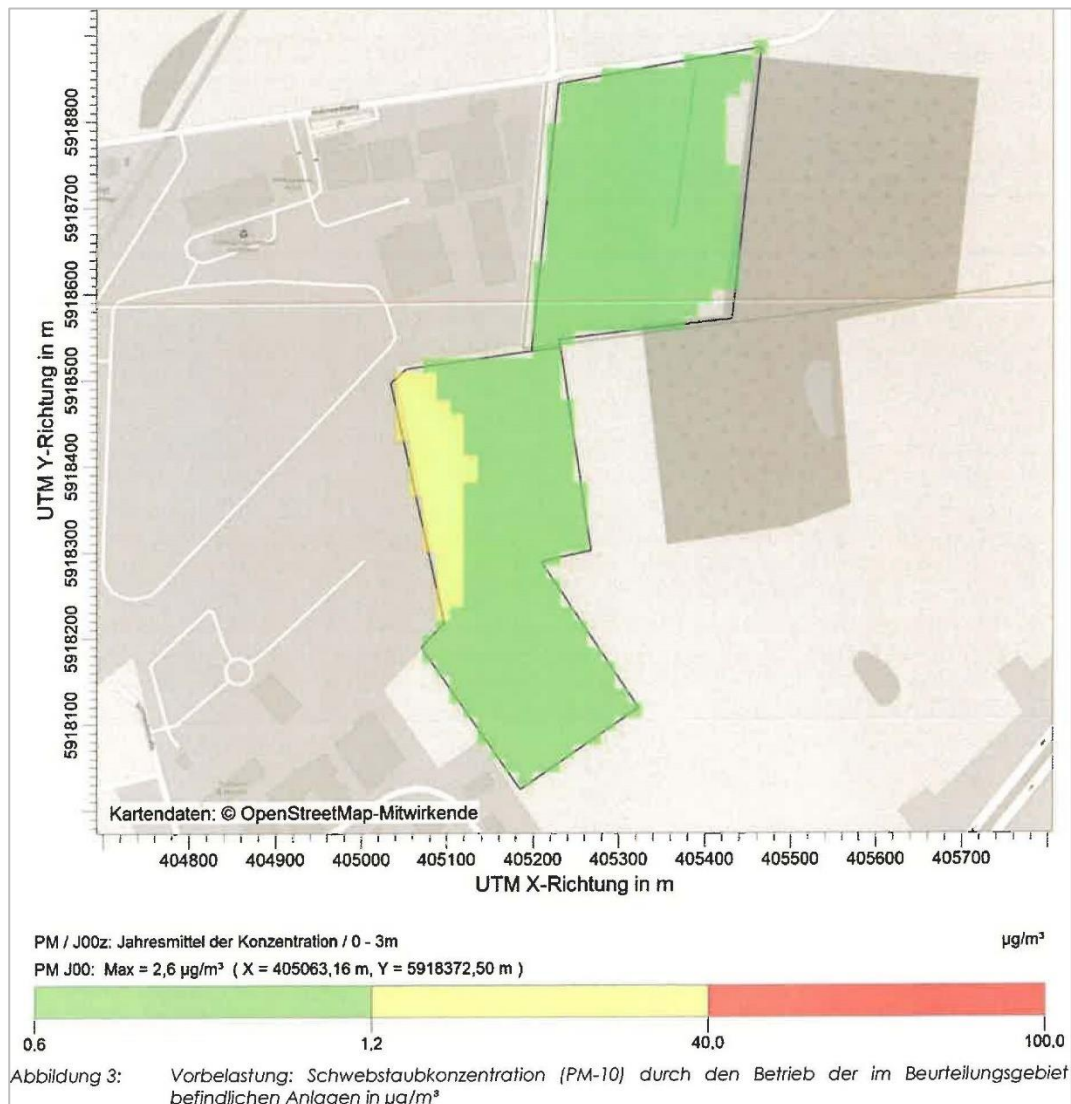 5918800
5918700
5918600
5918500
5918400
5918300
5918200
5918100
UTM Y-Richtung in m
Kartendaten: © OpenStreetMap-Mitwirkende
404800 404900 405000 405100 405200 405300 405400 405500 405600 405700
UTM X-Richtung in m
PM / J00z: Jahresmittel der Konzentration / 0 - 3m µg/m³
PM J00: Max = 2,6 µg/m³ ( X = 405063,16 m, Y = 5918372,50 m )
0.6 1,2 40,0 100,0
Abbildung 3: Vorbelastung: Schwebstaubkonzentration (PM-10) durch den Betrieb der im Beurteilungsgebiet
befindlichen Anlagen in µg/m³